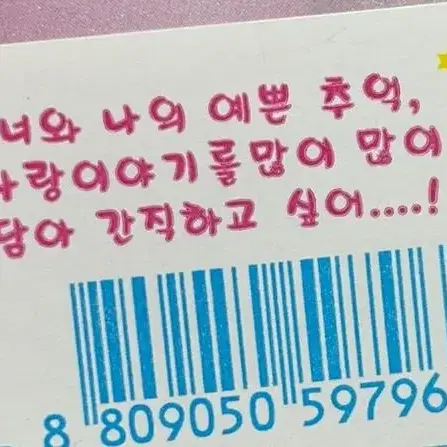 너와 나의 예쁜 추억,
사랑이야기를많이 많이
담아 간직하고 싶어....!
8 809050 59796